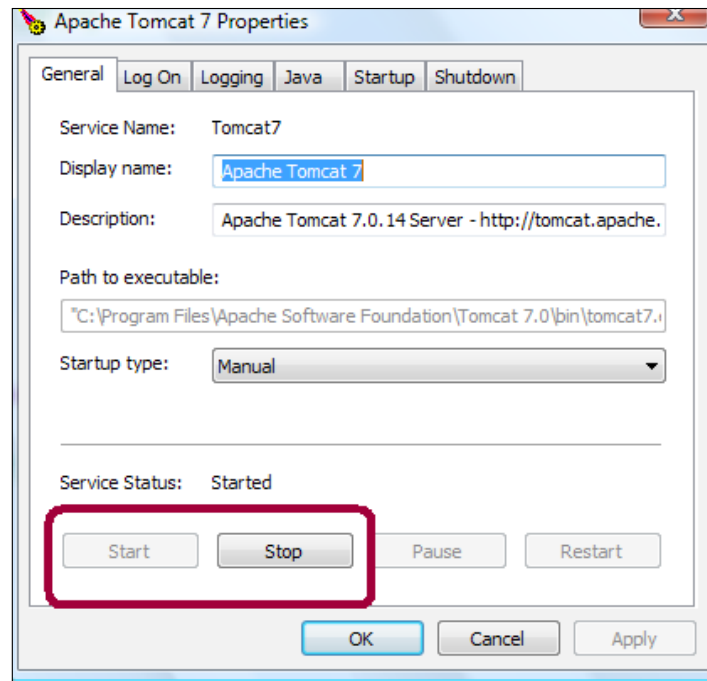 Apache Tomcat 7 Properties
General Log On Logging Java Startup Shutdown
Service Name: Tomcat7
Display name: Apache Tomcat 7
Description: Apache Tomcat 7.0.14 Server - http://tomcat.apache.
Path to executable:
"C:\Program Files\Apache Software Foundation\Tomcat 7.0\bin\tomcat7.e
Startup type: Manual
Service Status: Started
Start Stop Pause Restart
OK Cancel Apply